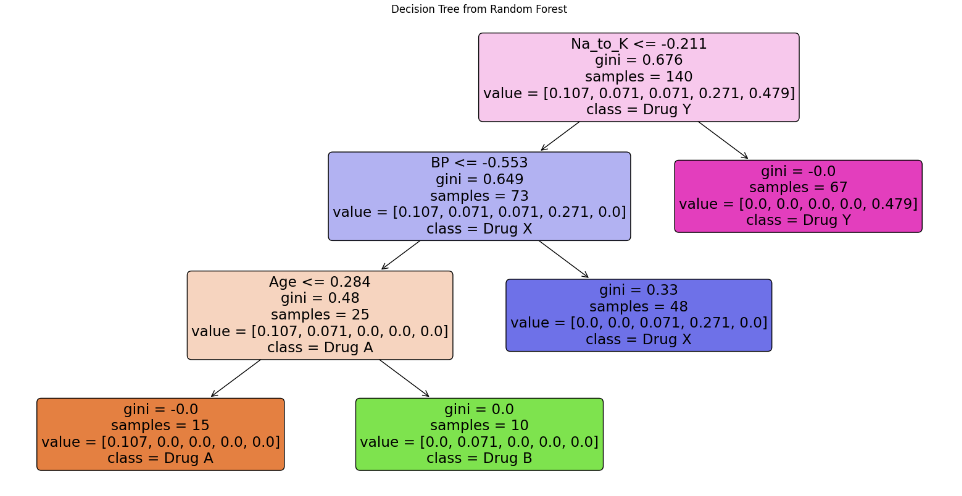 Decision Tree from Random Forest
Na_to_K <= -0.211
gini = 0.676
samples = 140
value = [0.107, 0.071, 0.071, 0.271, 0.479]
class = Drug Y
BP <= -0.553
gini = 0.649
samples = 73
value = [0.107, 0.071, 0.071, 0.271, 0.0]
class = Drug X
gini = -0.0
samples = 67
value = [0.0, 0.0, 0.0, 0.0, 0.479]
class = Drug Y
Age <= 0.284
gini = 0.48
samples = 25
value = [0.107, 0.071, 0.0, 0.0, 0.0]
class = Drug A
gini = 0.33
samples = 48
value = [0.0, 0.0, 0.071, 0.271, 0.0]
class = Drug X
gini = -0.0
samples = 15
value = [0.107, 0.0, 0.0, 0.0, 0.0]
class = Drug A
gini = 0.0
samples = 10
value = [0.0, 0.071, 0.0, 0.0, 0.0]
class = Drug B